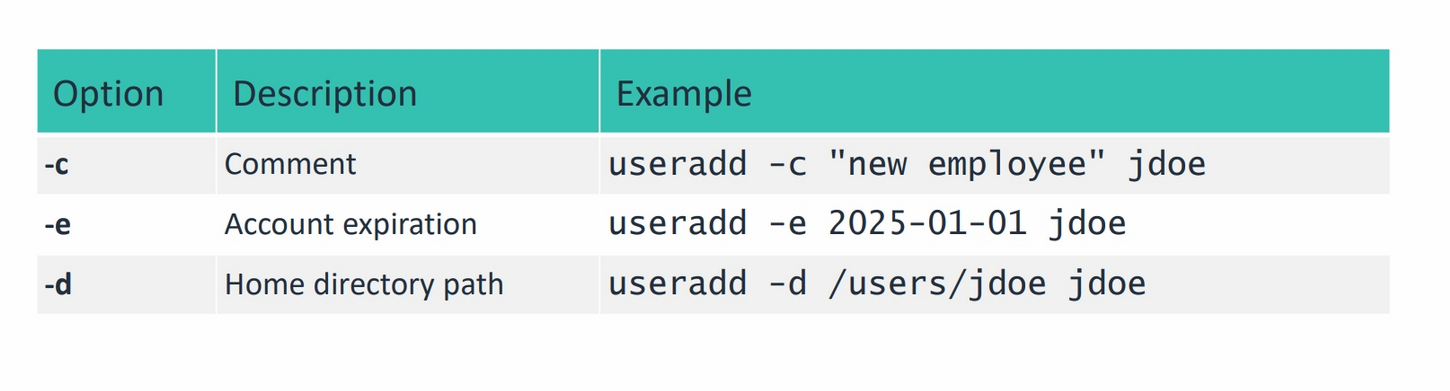 Option Description Example
-c Comment useradd -c "new employee" jdoe
-e Account expiration useradd -e 2025-01-01 jdoe
-d Home directory path useradd -d /users/jdoe jdoe